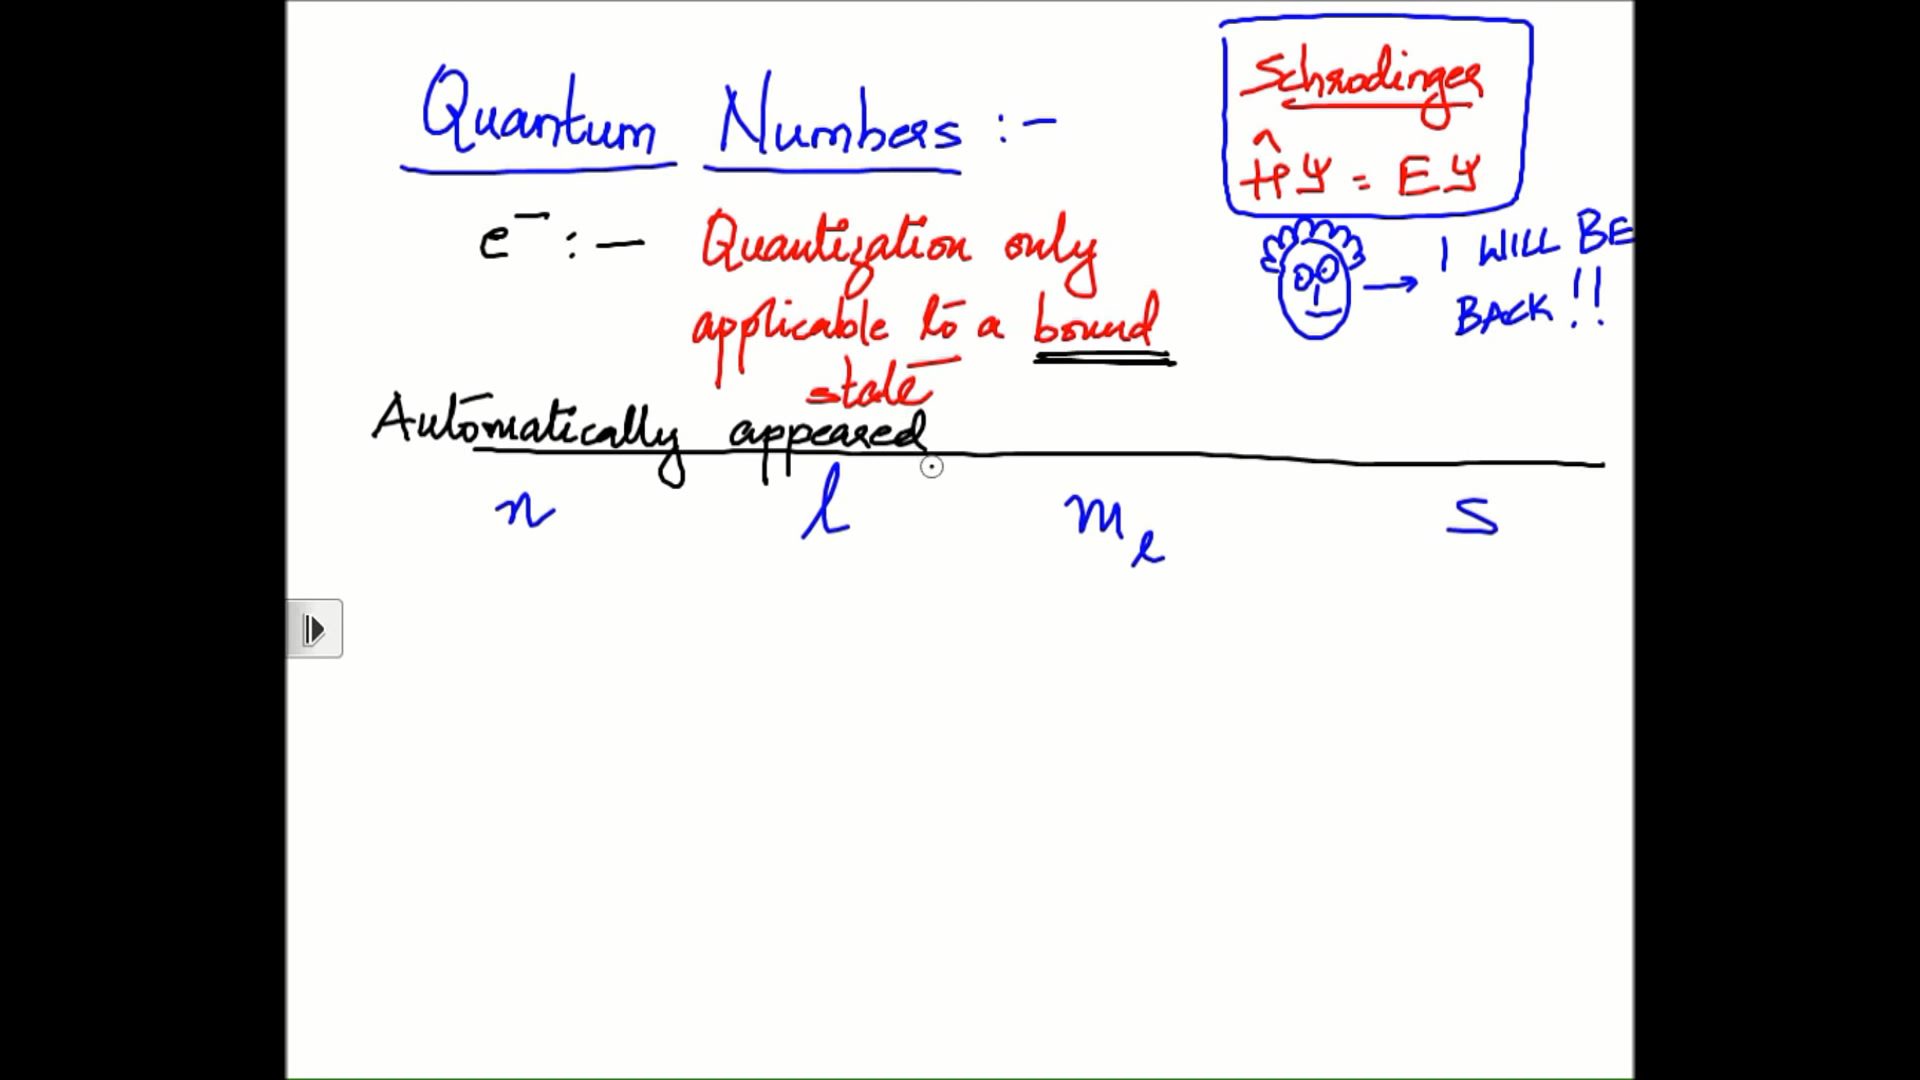 Quantum Numbers :-
Schrodinger
ĤΨ = EΨ
e⁻ :- Quantization only
applicable to a bound
state
I WILL BE
BACK !!
Automatically appeared
n l mₗ s